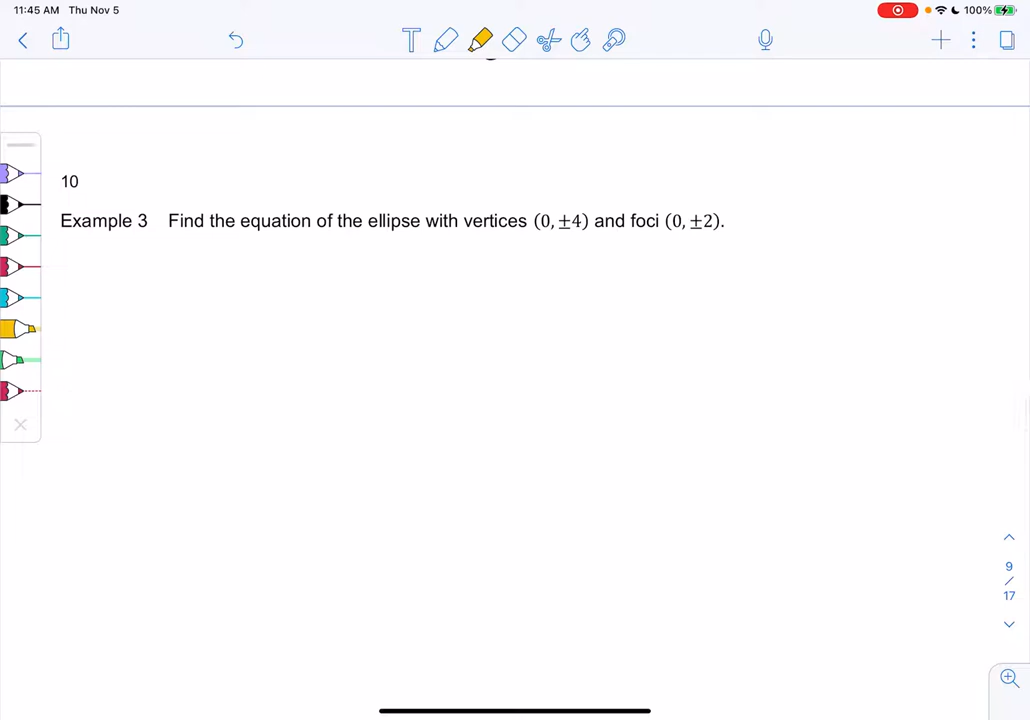 11:45 AM Thu Nov 5 100%
T
10
Example 3 Find the equation of the ellipse with vertices (0, ±4) and foci (0, ±2).
9
/
17